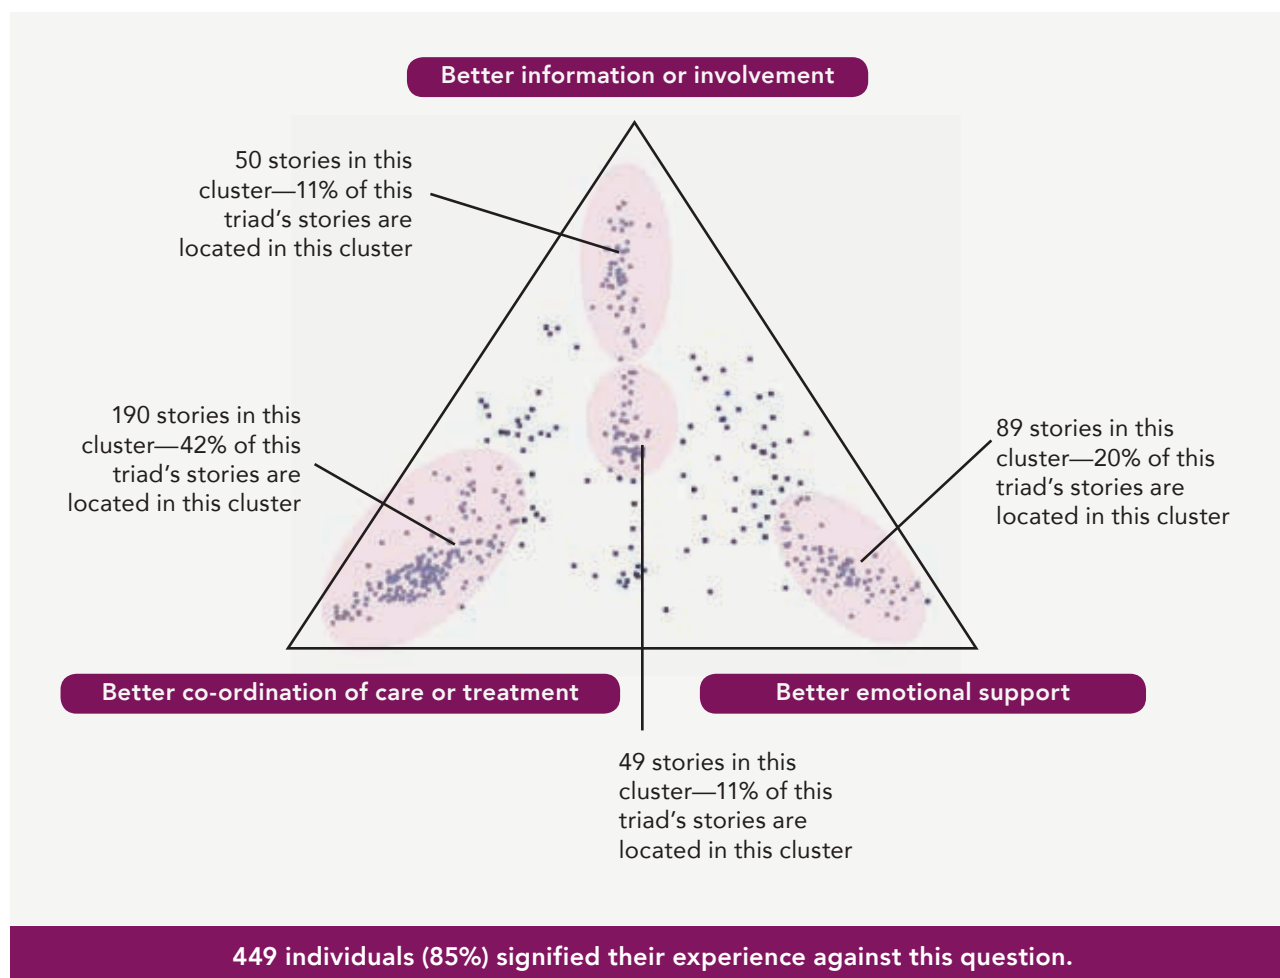 Better information or involvement
50 stories in this
cluster—11% of this
triad’s stories are
located in this cluster
190 stories in this
cluster—42% of this
triad’s stories are
located in this cluster
89 stories in this
cluster—20% of this
triad’s stories are
located in this cluster
Better co-ordination of care or treatment
Better emotional support
49 stories in this
cluster—11% of this
triad’s stories are
located in this cluster
449 individuals (85%) signified their experience against this question.